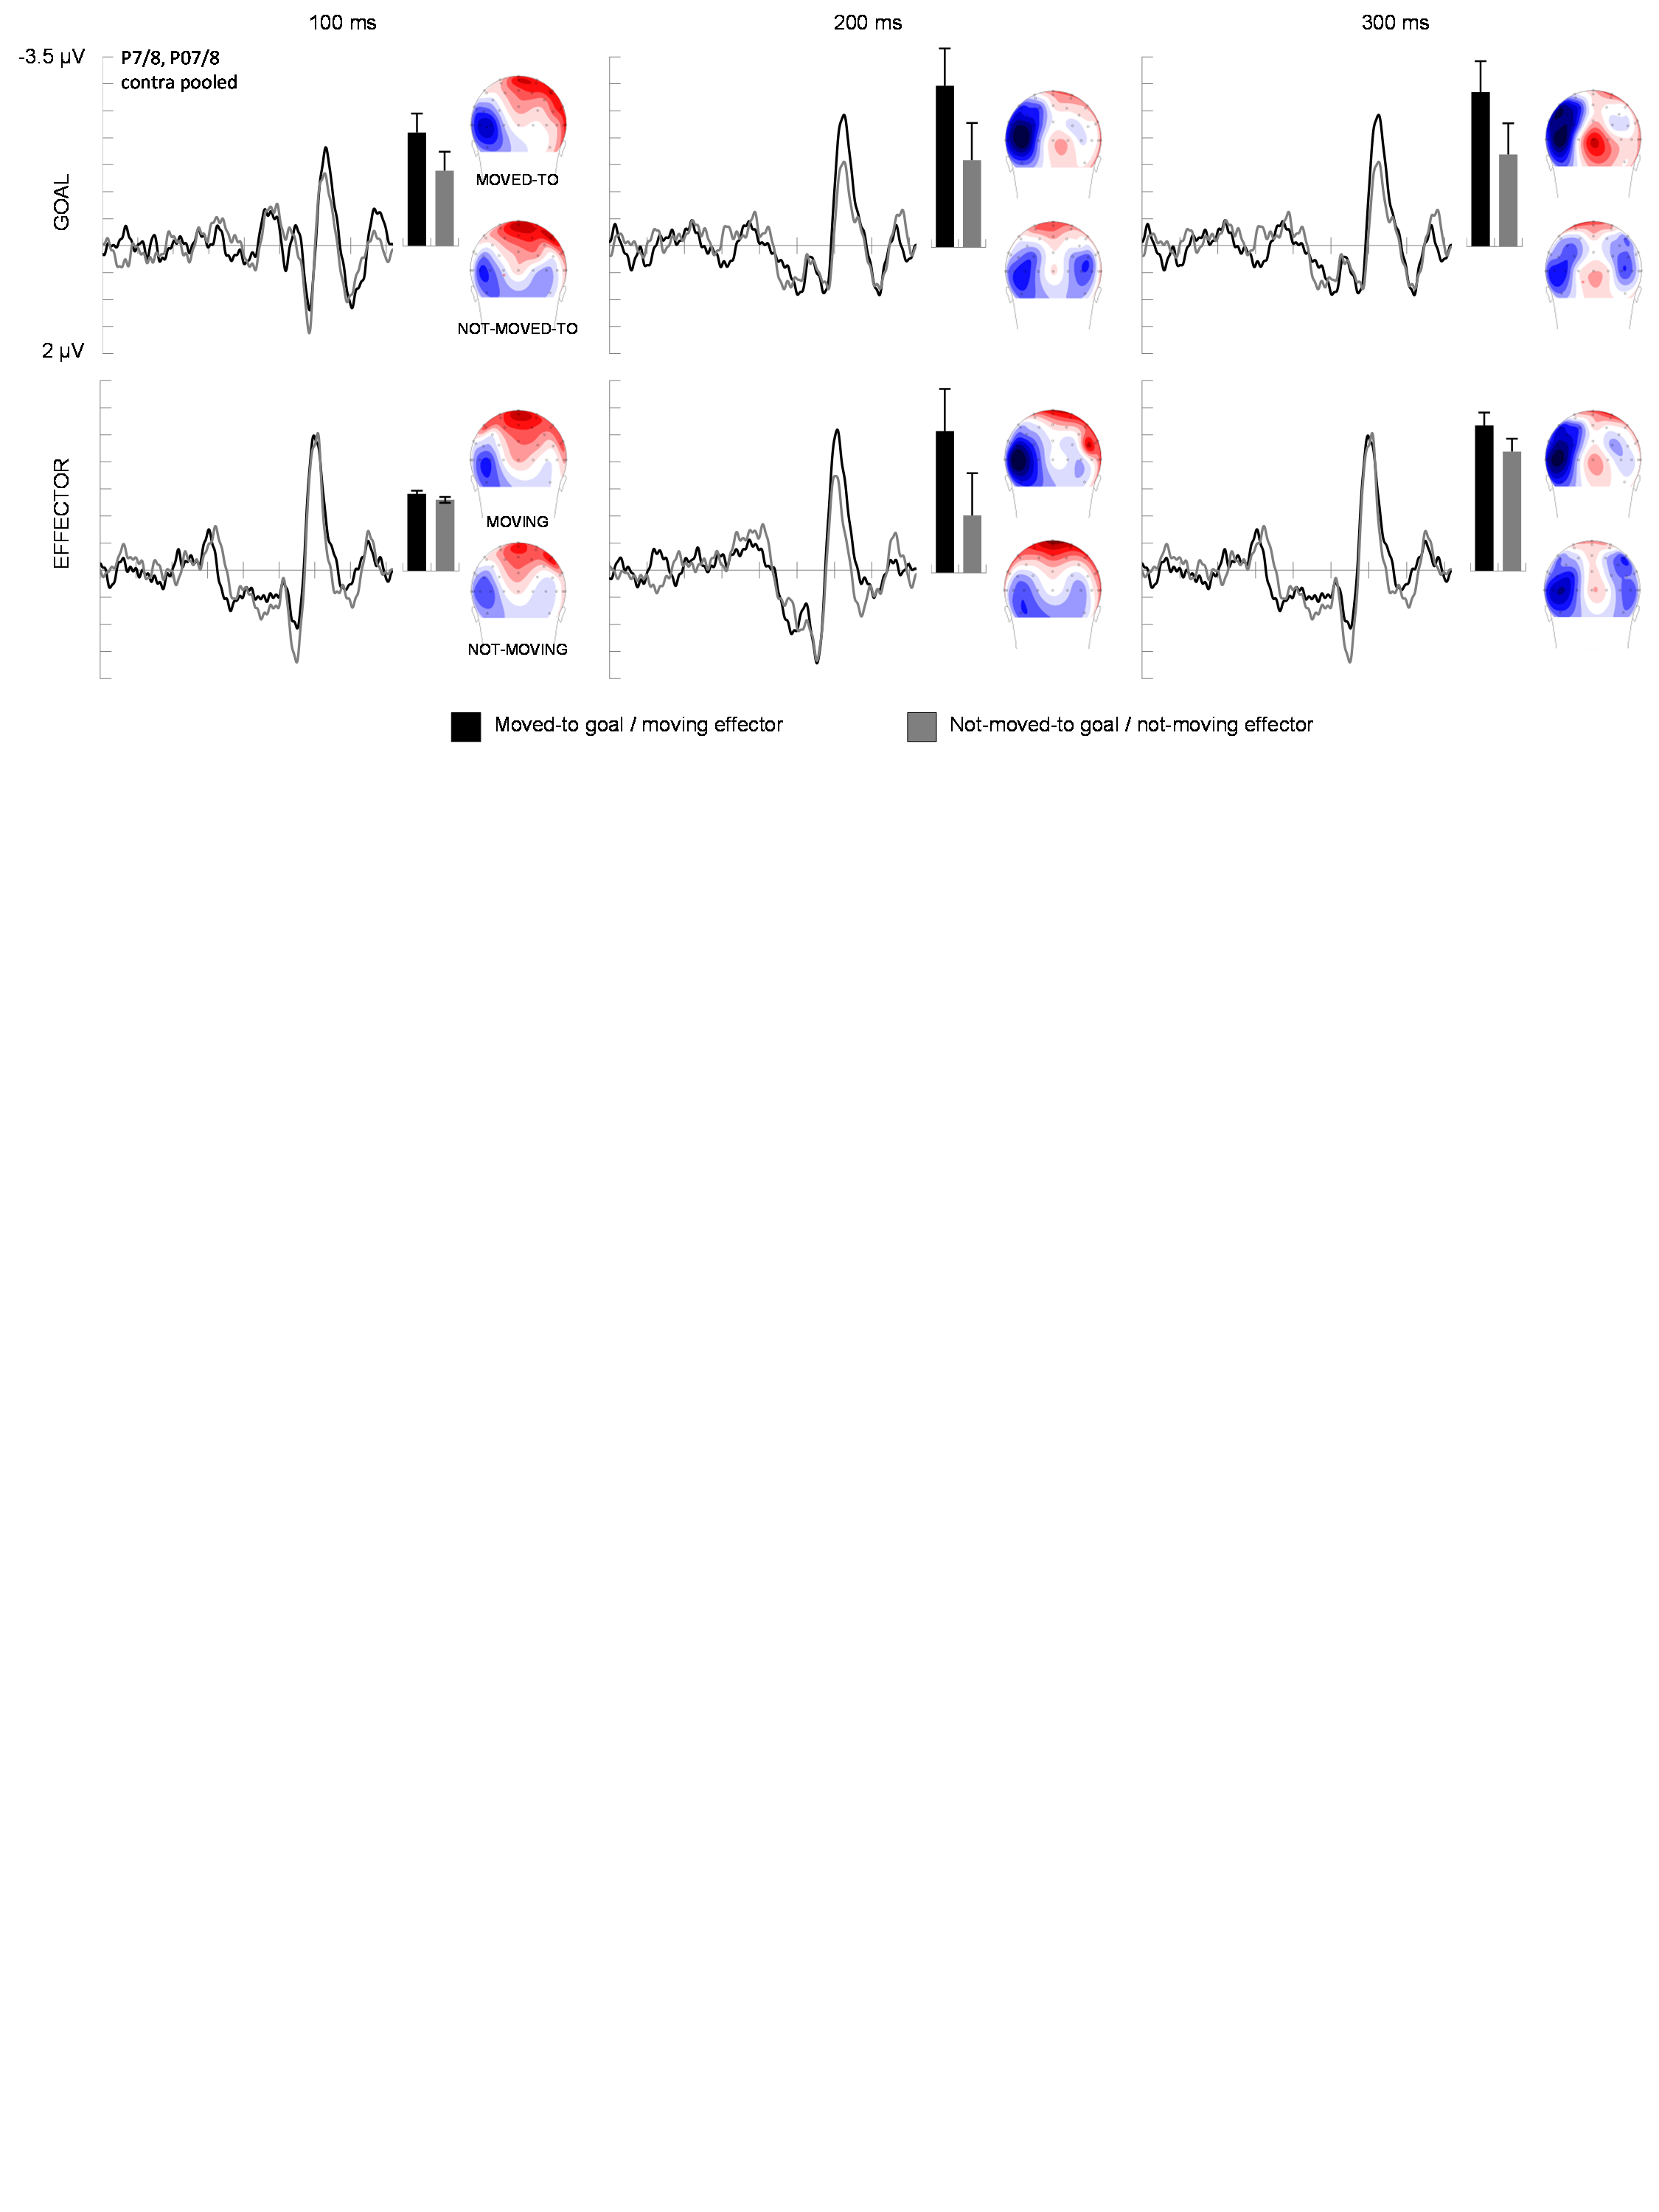 100 ms
200 ms
300 ms
-3.5 µV
P7/8, P07/8
contra pooled
GOAL
MOVED-TO
NOT-MOVED-TO
2 µV
EFFECTOR
MOVING
NOT-MOVING
Moved-to goal / moving effector
Not-moved-to goal / not-moving effector